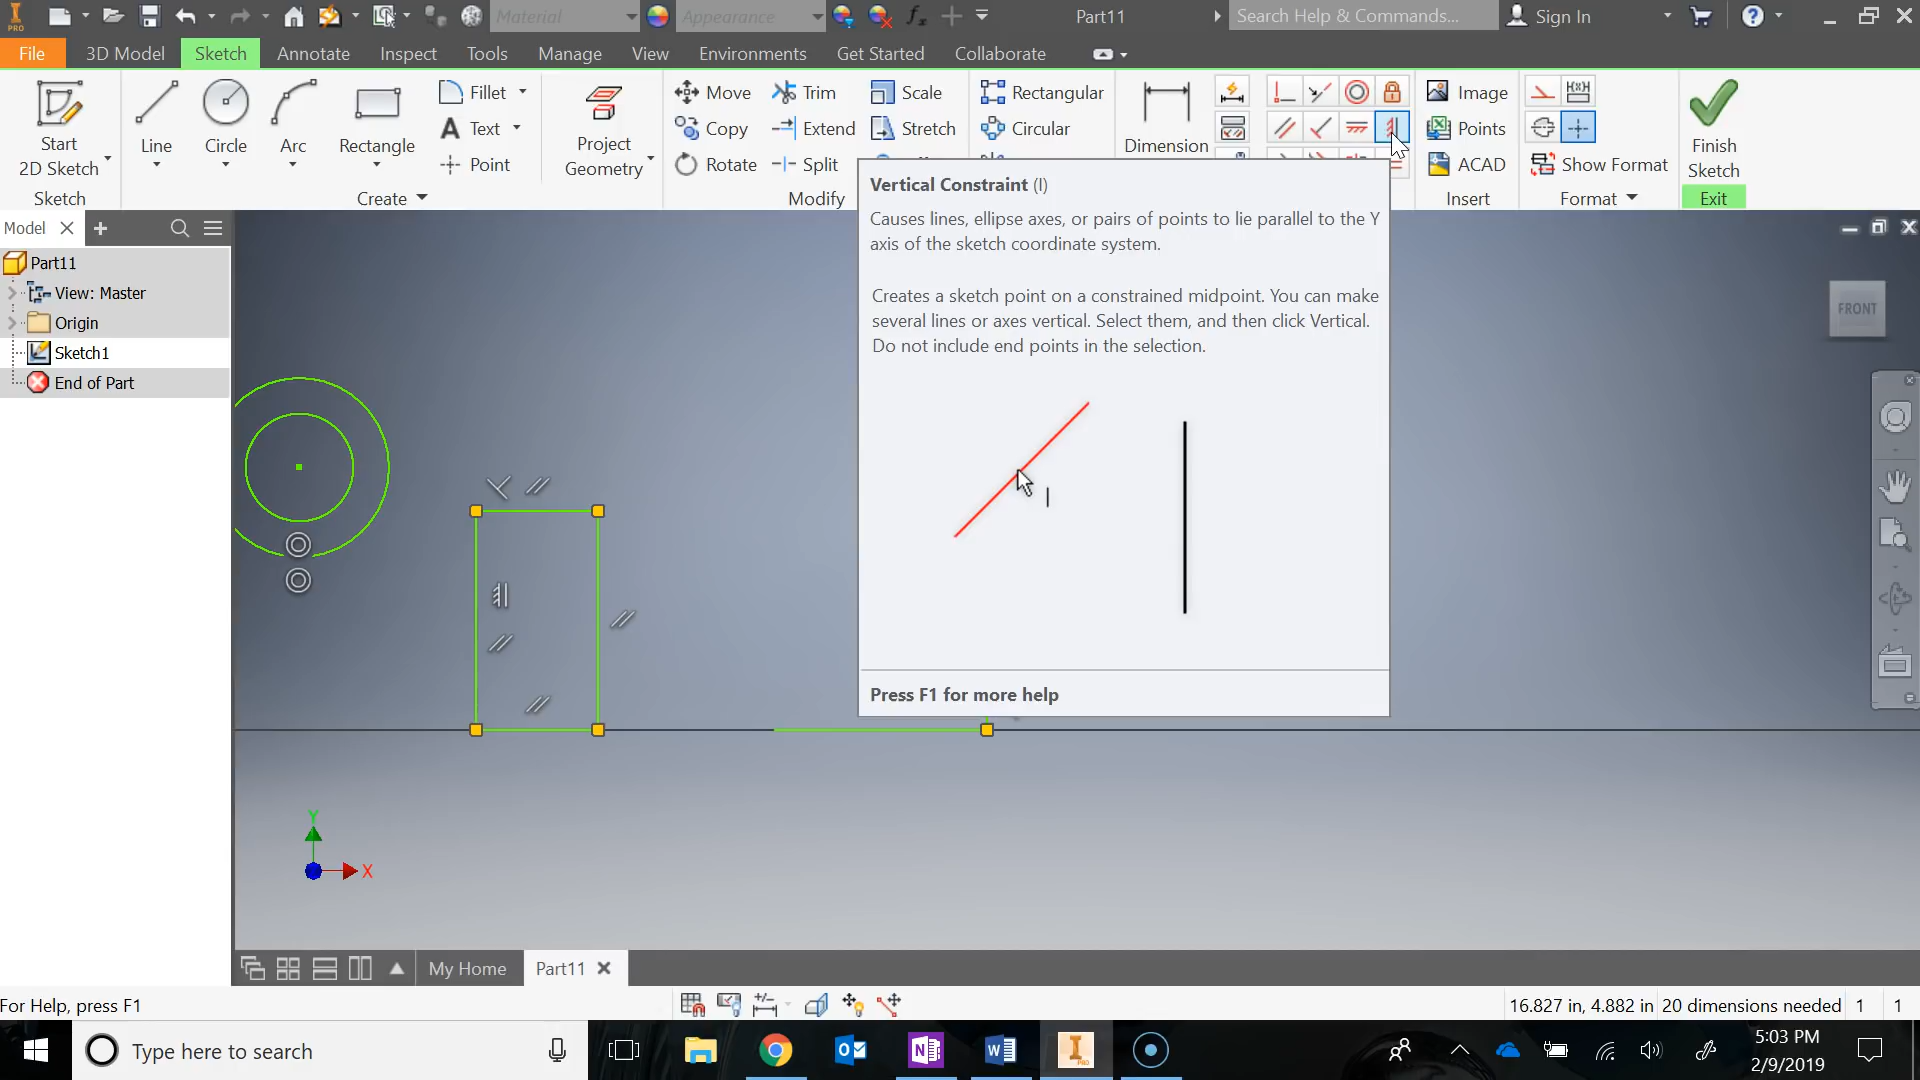 PRO
Material
Appearance
fx
Part11
Search Help & Commands...
Sign In
File
3D Model
Sketch
Annotate
Inspect
Tools
Manage
View
Environments
Get Started
Collaborate
Start
2D Sketch
Line
Circle
Arc
Rectangle
Fillet
Text
Point
Project
Geometry
Move
Copy
Rotate
Trim
Extend
Split
Scale
Stretch
Rectangular
Circular
Dimension
Image
Points
ACAD
Show Format
Finish
Sketch
Sketch
Create
Modify
Insert
Format
Exit
Model
Part11
View: Master
Origin
Sketch1
End of Part
Vertical Constraint (I)
Causes lines, ellipse axes, or pairs of points to lie parallel to the Y
axis of the sketch coordinate system.
Creates a sketch point on a constrained midpoint. You can make
several lines or axes vertical. Select them, and then click Vertical.
Do not include end points in the selection.
Press F1 for more help
FRONT
Y
X
My Home
Part11
For Help, press F1
16.827 in, 4.882 in
20 dimensions needed
1
1
Type here to search
5:03 PM
2/9/2019